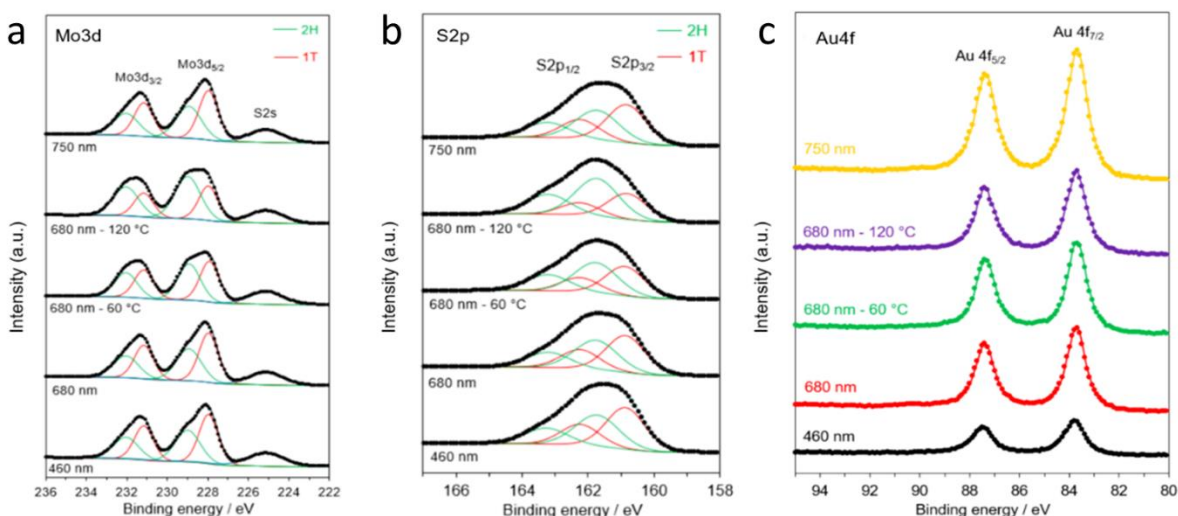 a
Mo3d
2H
1T
Mo3d3/2
Mo3d5/2
S2s
750 nm
680 nm - 120 °C
680 nm - 60 °C
680 nm
460 nm
Intensity (a.u.)
236 234 232 230 228 226 224 222
Binding energy / eV
b
S2p
2H
1T
S2p1/2
S2p3/2
750 nm
680 nm - 120 °C
680 nm - 60 °C
680 nm
460 nm
Intensity (a.u.)
166 164 162 160 158
Binding energy / eV
c
Au4f
Au 4f7/2
Au 4f5/2
750 nm
680 nm - 120 °C
680 nm - 60 °C
680 nm
460 nm
Intensity (a.u.)
94 92 90 88 86 84 82 80
Binding energy / eV